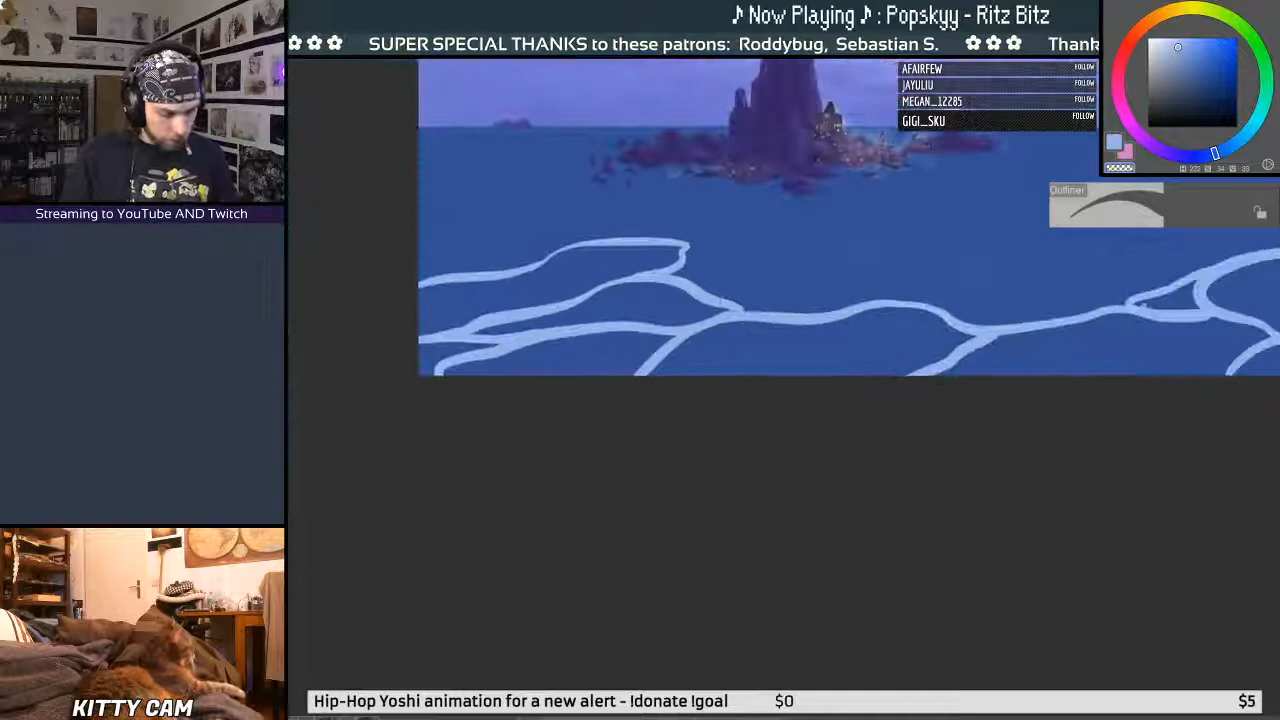 ♪ Now Playing ♪ : Popskyy - Ritz Bitz
SUPER SPECIAL THANKS to these patrons: Roddybug, Sebastian S. ✿ ✿ ✿ Thank
AFAIRFEW FOLLOW
JAYULIU FOLLOW
MEGAN_12285 FOLLOW
GIGI_SKU FOLLOW
Outliner
Streaming to YouTube AND Twitch
KITTY CAM
Hip-Hop Yoshi animation for a new alert - !donate !goal $0 $5